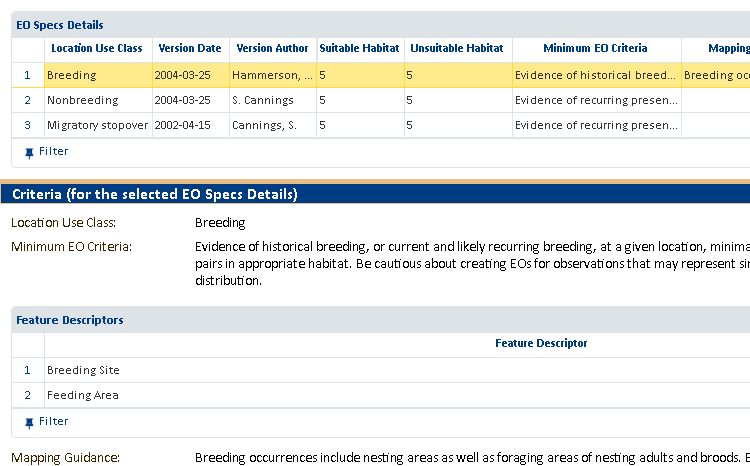 EO Specs Details
Location Use Class Version Date Version Author Suitable Habitat Unsuitable Habitat Minimum EO Criteria Mapping
1 Breeding 2004-03-25 Hammerson, ... 5 5 Evidence of historical breed... Breeding occ
2 Nonbreeding 2004-03-25 S. Cannings 5 5 Evidence of recurring presen...
3 Migratory stopover 2002-04-15 Cannings, S. 5 5 Evidence of recurring presen...
Filter
Criteria (for the selected EO Specs Details)
Location Use Class: Breeding
Minimum EO Criteria: Evidence of historical breeding, or current and likely recurring breeding, at a given location, minima
pairs in appropriate habitat. Be cautious about creating EOs for observations that may represent si
distribution.
Feature Descriptors
Feature Descriptor
1 Breeding Site
2 Feeding Area
Filter
Mapping Guidance: Breeding occurrences include nesting areas as well as foraging areas of nesting adults and broods. E